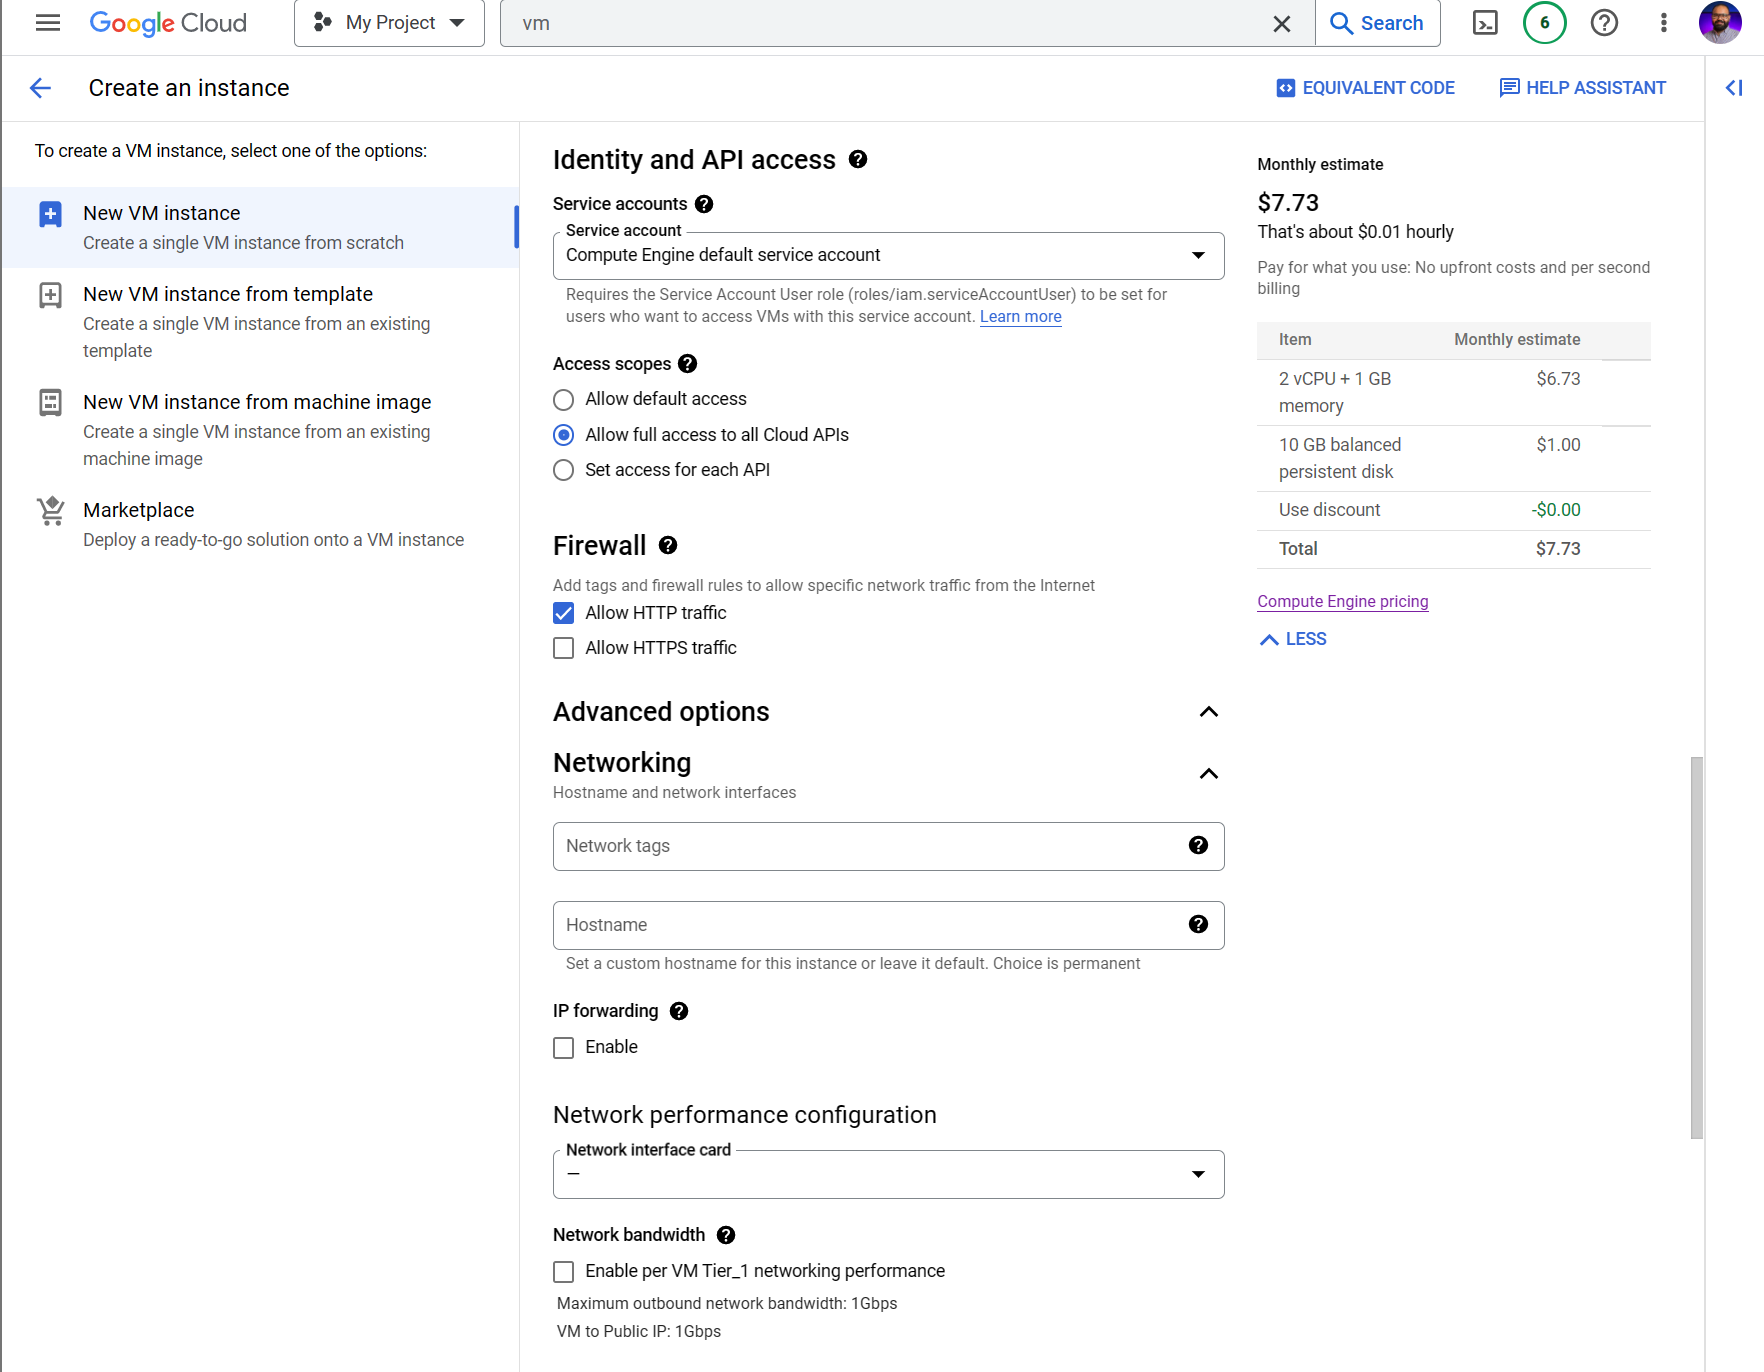 Google Cloud
My Project
vm
Search
6
Create an instance
EQUIVALENT CODE
HELP ASSISTANT
To create a VM instance, select one of the options:
New VM instance
Create a single VM instance from scratch
New VM instance from template
Create a single VM instance from an existing
template
New VM instance from machine image
Create a single VM instance from an existing
machine image
Marketplace
Deploy a ready-to-go solution onto a VM instance
Identity and API access
Service accounts
Service account
Compute Engine default service account
Requires the Service Account User role (roles/iam.serviceAccountUser) to be set for
users who want to access VMs with this service account. Learn more
Access scopes
Allow default access
Allow full access to all Cloud APIs
Set access for each API
Firewall
Add tags and firewall rules to allow specific network traffic from the Internet
Allow HTTP traffic
Allow HTTPS traffic
Advanced options
Networking
Hostname and network interfaces
Network tags
Hostname
Set a custom hostname for this instance or leave it default. Choice is permanent
IP forwarding
Enable
Network performance configuration
Network interface card
—
Network bandwidth
Enable per VM Tier_1 networking performance
Maximum outbound network bandwidth: 1Gbps
VM to Public IP: 1Gbps
Monthly estimate
$7.73
That's about $0.01 hourly
Pay for what you use: No upfront costs and per second
billing
Item Monthly estimate
2 vCPU + 1 GB $6.73
memory
10 GB balanced $1.00
persistent disk
Use discount -$0.00
Total $7.73
Compute Engine pricing
LESS